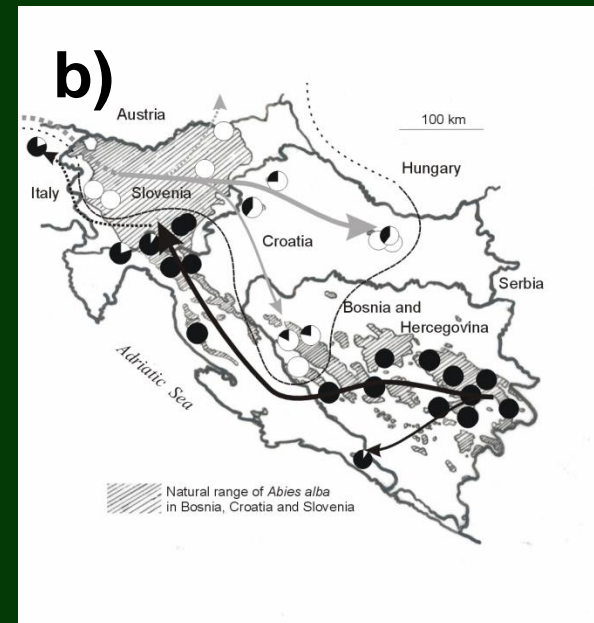 b)
Austria
100 km
Hungary
Italy
Slovenia
Croatia
Serbia
Bosnia and
Hercegovina
Adriatic Sea
Natural range of Abies alba
in Bosnia, Croatia and Slovenia